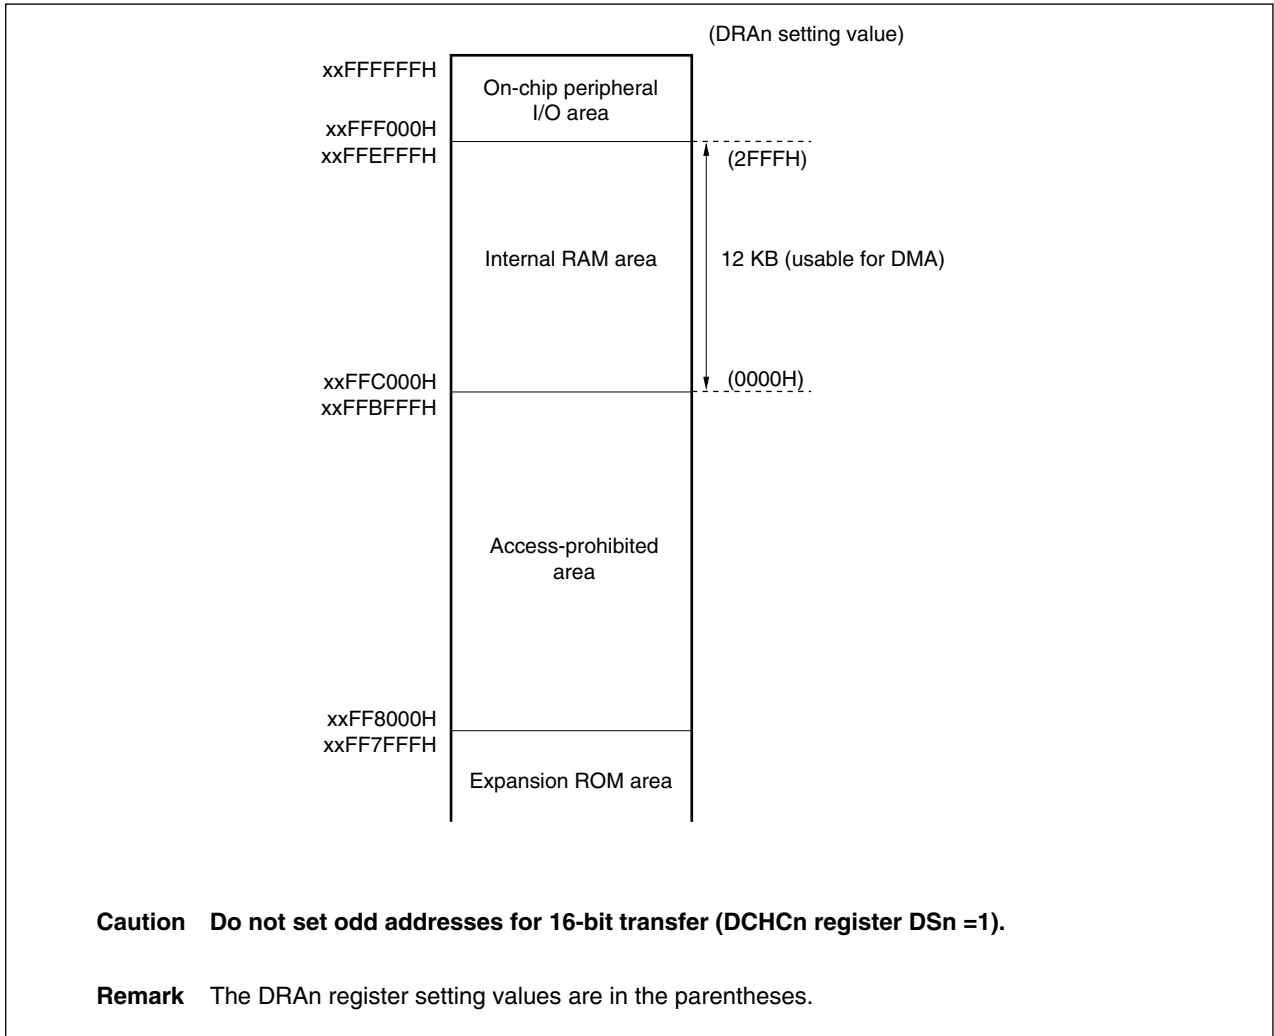 (DRAn setting value)
xxFFFFFFH
On-chip peripheral
I/O area
xxFFF000H
xxFFEFFFH
(2FFFH)
Internal RAM area
12 KB (usable for DMA)
xxFFC000H
(0000H)
xxFFBFFFH
Access-prohibited
area
xxFF8000H
xxFF7FFFH
Expansion ROM area
Caution Do not set odd addresses for 16-bit transfer (DCHCn register DSn =1).
Remark The DRAn register setting values are in the parentheses.